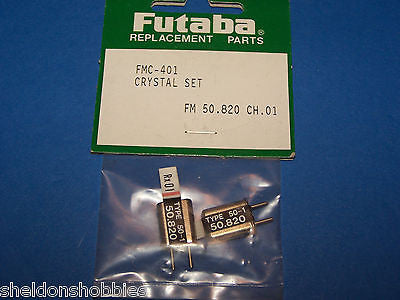 Futaba
REPLACEMENT PARTS
FMC-401
CRYSTAL SET
FM 50.820 CH.01
RX01
TYPE 50-1
50.820
TYPE 50-1
50.820
sheldonshobbies